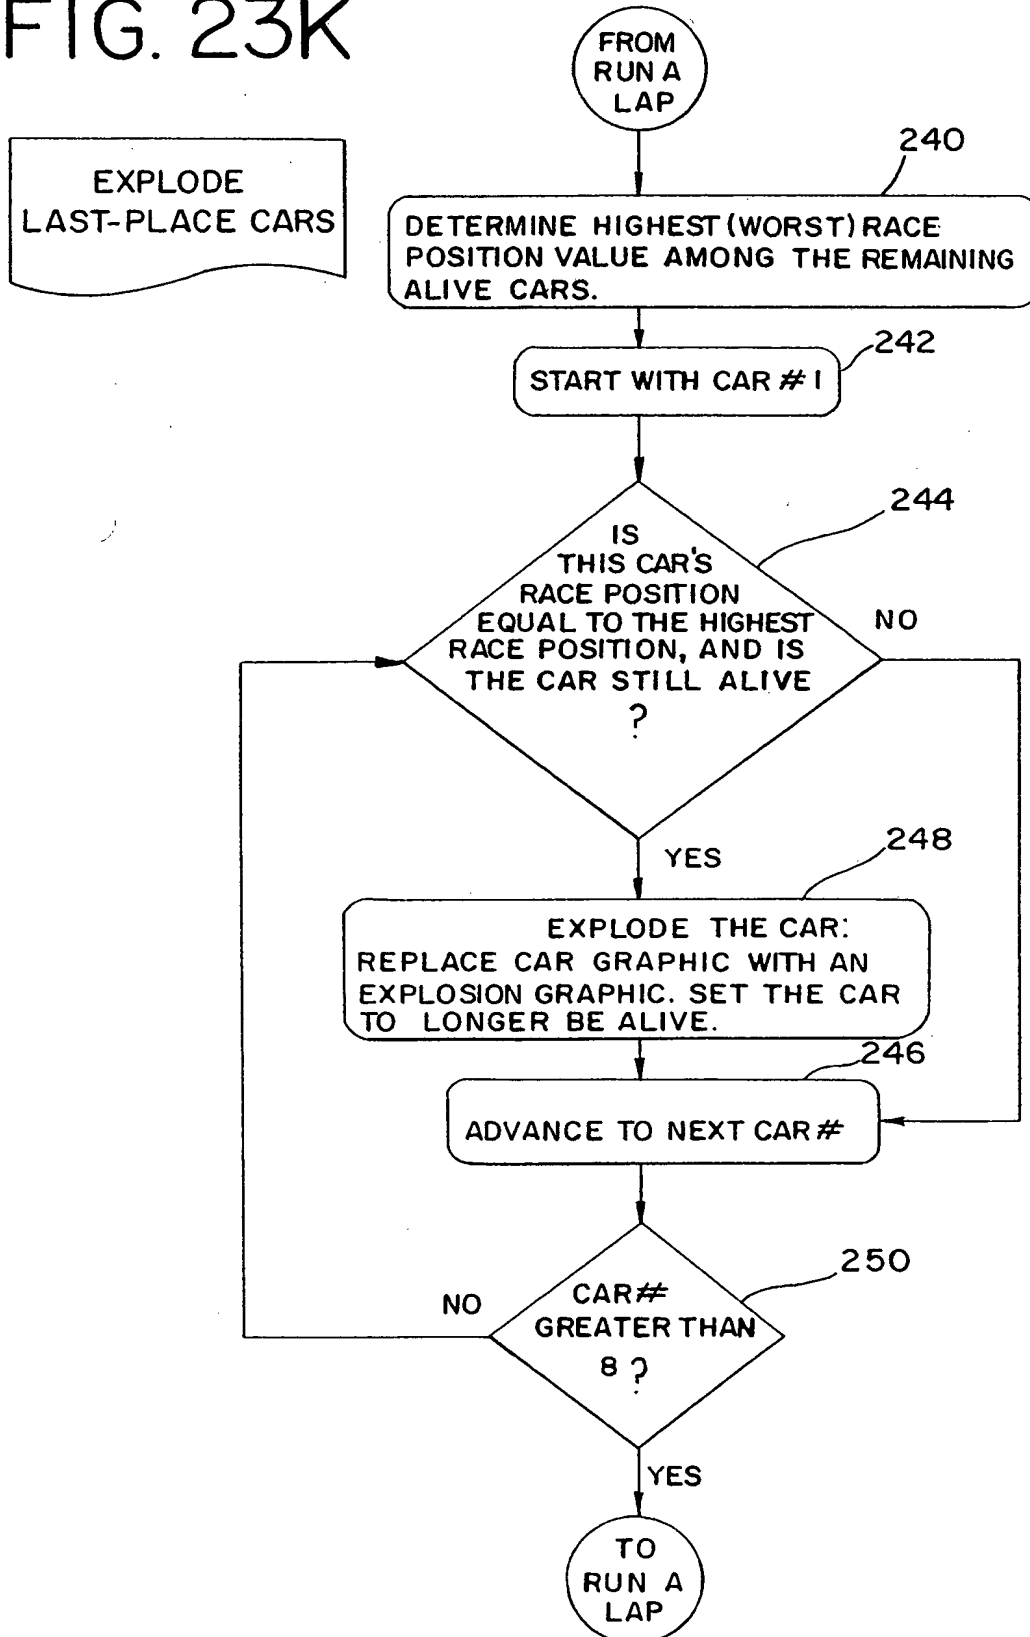 FIG. 23K
FROM
RUN A
LAP
EXPLODE
LAST-PLACE CARS
240
DETERMINE HIGHEST (WORST) RACE
POSITION VALUE AMONG THE REMAINING
ALIVE CARS.
242
START WITH CAR # 1
244
IS
THIS CAR'S
RACE POSITION
EQUAL TO THE HIGHEST
RACE POSITION, AND IS
THE CAR STILL ALIVE
?
NO
YES
248
EXPLODE THE CAR:
REPLACE CAR GRAPHIC WITH AN
EXPLOSION GRAPHIC. SET THE CAR
TO LONGER BE ALIVE.
246
ADVANCE TO NEXT CAR #
250
CAR #
GREATER THAN
8 ?
NO
YES
TO
RUN A
LAP